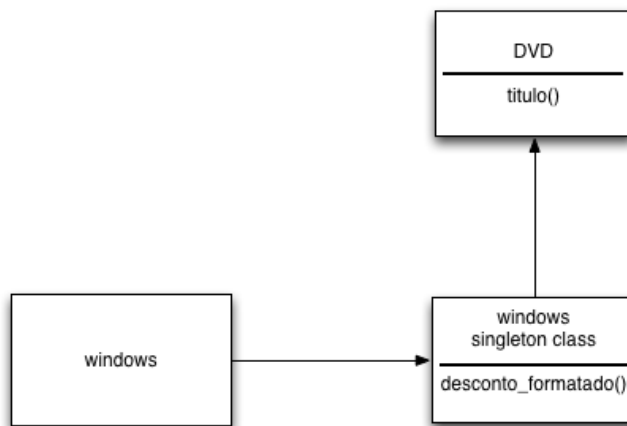 DVD
titulo()
windows
windows
singleton class
desconto_formatado()